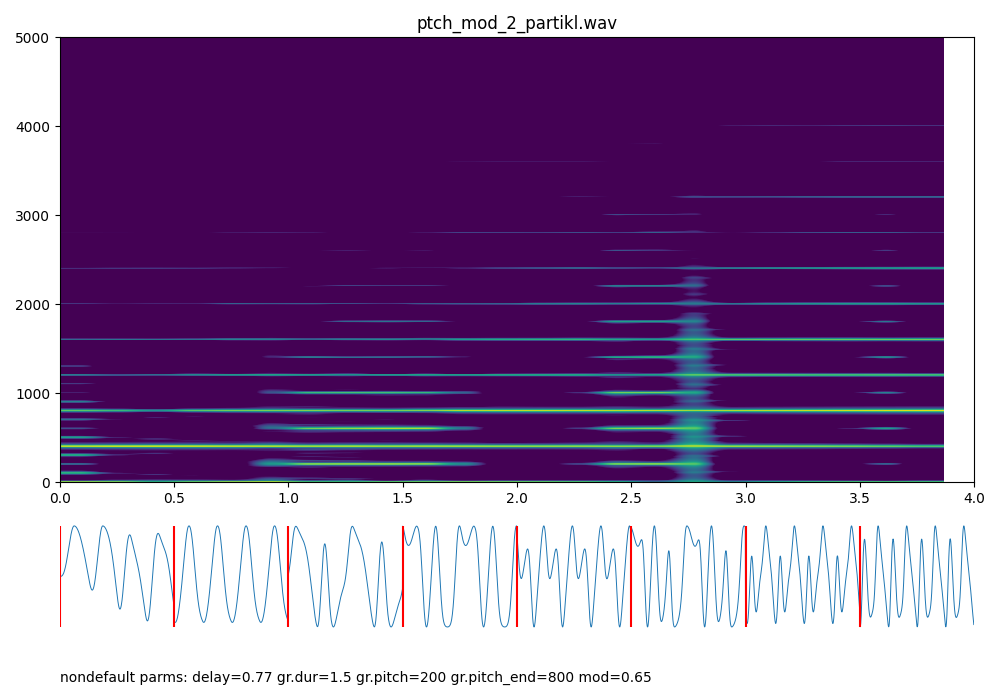 ptch_mod_2_partikl.wav
5000
4000
3000
2000
1000
0
0.0 0.5 1.0 1.5 2.0 2.5 3.0 3.5 4.0
nondefault parms: delay=0.77 gr.dur=1.5 gr.pitch=200 gr.pitch_end=800 mod=0.65